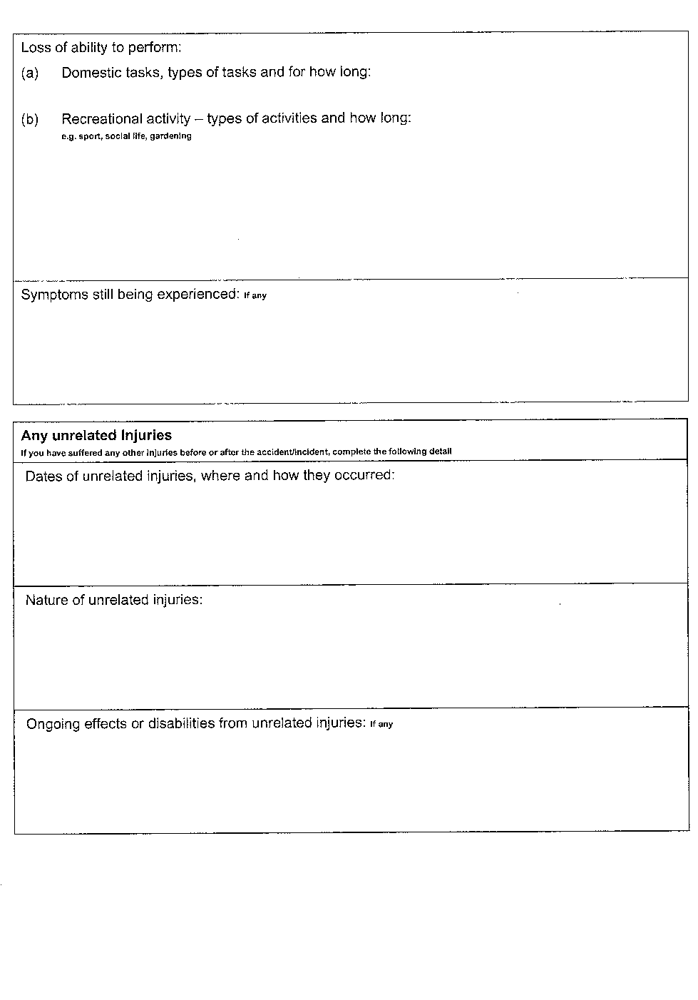 Loss of ability to perform:
(a) Domestic tasks, types of tasks and for how long:
(b) Recreational activity – types of activities and how long:
e.g. sport, social life, gardening
Symptoms still being experienced: If any
Any unrelated Injuries
If you have suffered any other injuries before or after the accident/incident, complete the following detail
Dates of unrelated injuries, where and how they occurred:
Nature of unrelated injuries:
Ongoing effects or disabilities from unrelated injuries: If any